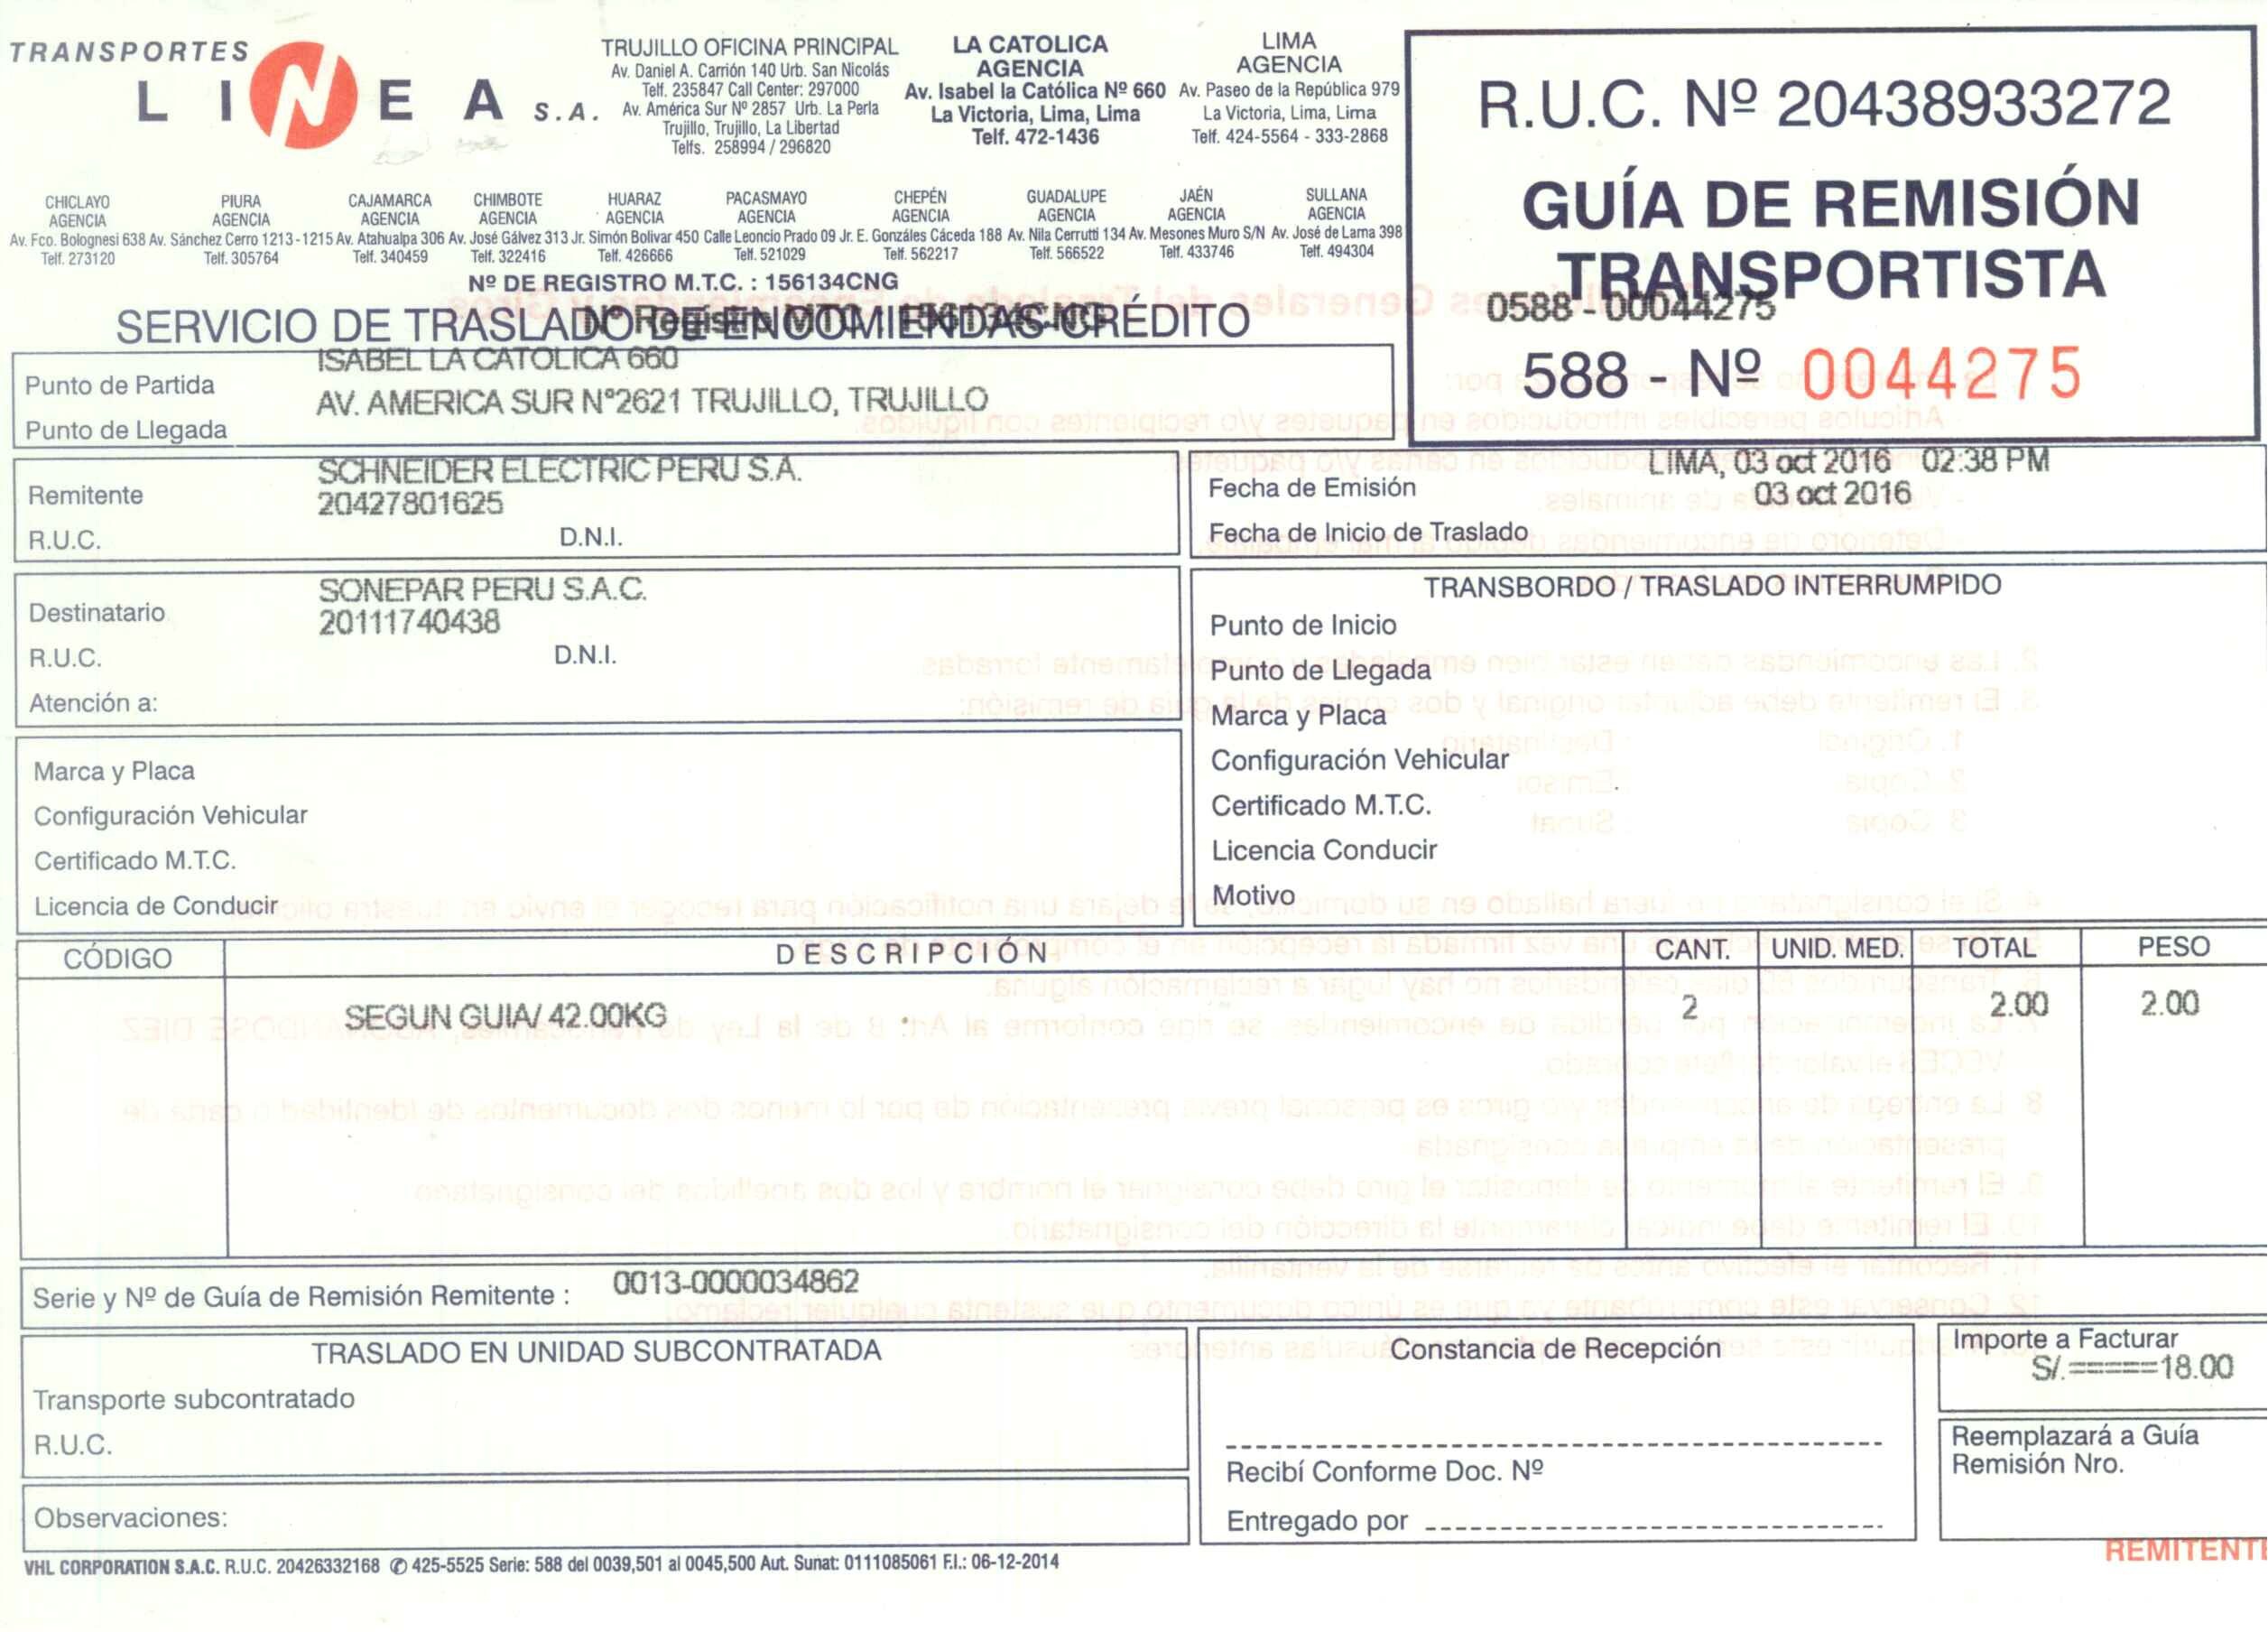 TRANSPORTES
LINEA S.A.
TRUJILLO OFICINA PRINCIPAL
Av. Daniel A. Carrión 140 Urb. San Nicolás
Telf. 235847 Call Center: 297000
Av. América Sur Nº 2857 Urb. La Perla
Trujillo, Trujillo, La Libertad
Telfs. 258994 / 296820
LA CATOLICA
AGENCIA
Av. Isabel la Católica Nº 660
La Victoria, Lima, Lima
Telf. 472-1436
LIMA
AGENCIA
Av. Paseo de la República 979
La Victoria, Lima, Lima
Telf. 424-5564 - 333-2868
R.U.C. Nº 20438933272
GUÍA DE REMISIÓN
TRANSPORTISTA
0588 - 00044275
588 - Nº 0044275
CHICLAYO
AGENCIA
Av. Fco. Bolognesi 638
Telf. 273120
PIURA
AGENCIA
Av. Sánchez Cerro 1213 - 1215
Telf. 305764
CAJAMARCA
AGENCIA
Av. Atahualpa 306
Telf. 340459
CHIMBOTE
AGENCIA
Av. José Gálvez 313
Telf. 322416
HUARAZ
AGENCIA
Jr. Simón Bolivar 450
Telf. 426666
PACASMAYO
AGENCIA
Calle Leoncio Prado 09
Telf. 521029
CHEPÉN
AGENCIA
Jr. E. Gonzáles Cáceda 188
Telf. 562217
GUADALUPE
AGENCIA
Av. Nila Cerrutti 134
Telf. 566522
JAÉN
AGENCIA
Av. Mesones Muro S/N
Telf. 433746
SULLANA
AGENCIA
Av. José de Lama 398
Telf. 494304
Nº DE REGISTRO M.T.C. : 156134CNG
SERVICIO DE TRASLADO DE ENCOMIENDAS CRÉDITO
Nº Registro MTC: 156134CNG
Punto de Partida ISABEL LA CATOLICA 660
AV. AMERICA SUR N°2621 TRUJILLO, TRUJILLO
Punto de Llegada
Remitente SCHNEIDER ELECTRIC PERU S.A.
20427801625
R.U.C. D.N.I.
Fecha de Emisión LIMA, 03 oct 2016 02:38 PM
03 oct 2016
Fecha de Inicio de Traslado
Destinatario SONEPAR PERU S.A.C.
20111740438
R.U.C. D.N.I.
Atención a:
TRANSBORDO / TRASLADO INTERRUMPIDO
Punto de Inicio
Punto de Llegada
Marca y Placa
Configuración Vehicular
Certificado M.T.C.
Licencia Conducir
Motivo
Marca y Placa
Configuración Vehicular
Certificado M.T.C.
Licencia de Conducir
CÓDIGO DESCRIPCIÓN CANT. UNID. MED. TOTAL PESO
SEGUN GUIA/ 42.00KG 2 2.00 2.00
Serie y Nº de Guía de Remisión Remitente : 0013-0000034862
TRASLADO EN UNIDAD SUBCONTRATADA
Transporte subcontratado
R.U.C.
Observaciones:
Constancia de Recepción
Recibí Conforme Doc. Nº
Entregado por
Importe a Facturar
S/.=====18.00
Reemplazará a Guía
Remisión Nro.
REMITENTE
VHL CORPORATION S.A.C. R.U.C. 20426332168 ✆ 425-5525 Serie: 588 del 0039,501 al 0045,500 Aut. Sunat: 0111085061 F.I.: 06-12-2014